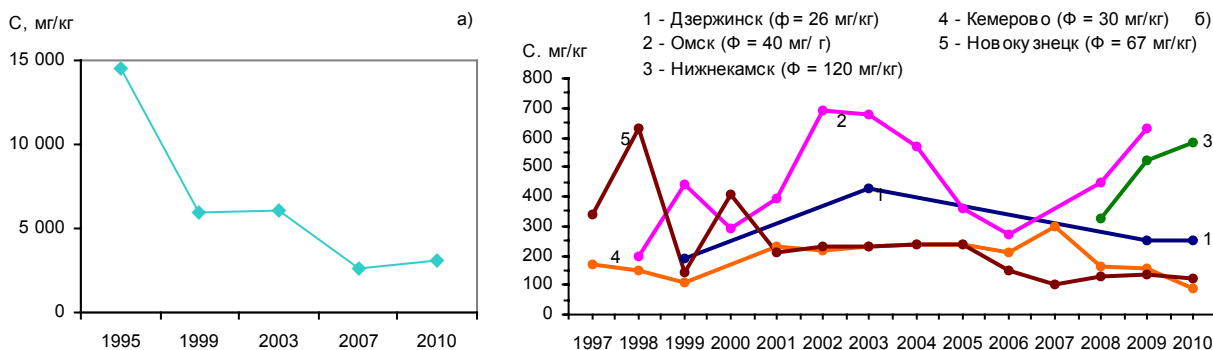 С, мг/кг
а)
15 000
10 000
5 000
0
1995 1999 2003 2007 2010
1 - Дзержинск (ф = 26 мг/кг)
2 - Омск (Ф = 40 мг/ г)
3 - Нижнекамск (Ф = 120 мг/кг)
4 - Кемерово (Ф = 30 мг/кг)
5 - Новокузнецк (Ф = 67 мг/кг)
б)
С. мг/кг
800
700
600
500
400
300
200
100
0
5
2
3
1
4
1
1997 1998 1999 2000 2001 2002 2003 2004 2005 2006 2007 2008 2009 2010